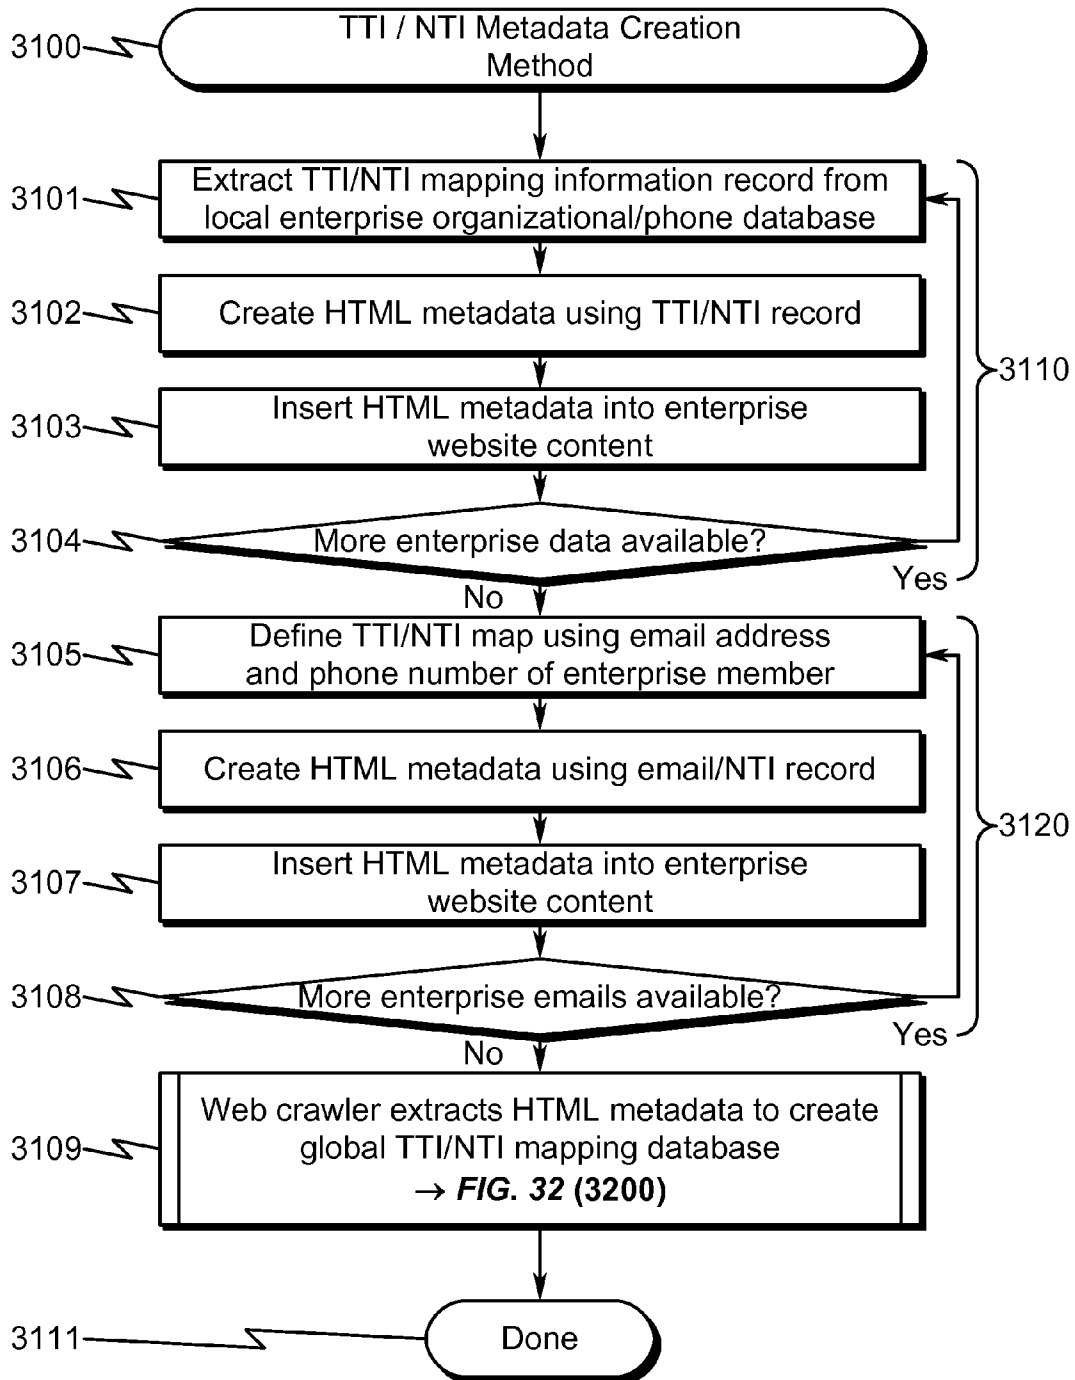 3100
TTI / NTI Metadata Creation
Method
3101
Extract TTI/NTI mapping information record from
local enterprise organizational/phone database
3102
Create HTML metadata using TTI/NTI record
3110
3103
Insert HTML metadata into enterprise
website content
3104
More enterprise data available?
Yes
No
3105
Define TTI/NTI map using email address
and phone number of enterprise member
3106
Create HTML metadata using email/NTI record
3120
3107
Insert HTML metadata into enterprise
website content
3108
More enterprise emails available?
Yes
No
3109
Web crawler extracts HTML metadata to create
global TTI/NTI mapping database
→ FIG. 32 (3200)
3111
Done